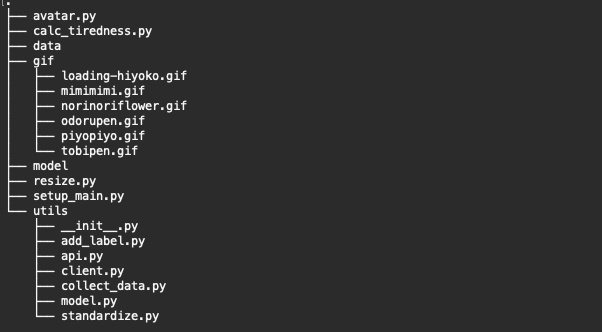 .
├── avatar.py
├── calc_tiredness.py
├── data
├── gif
│   ├── loading-hiyoko.gif
│   ├── mimimimi.gif
│   ├── norinoriflower.gif
│   ├── odorupen.gif
│   ├── piyopiyo.gif
│   └── tobipen.gif
├── model
├── resize.py
├── setup_main.py
└── utils
    ├── __init__.py
    ├── add_label.py
    ├── api.py
    ├── client.py
    ├── collect_data.py
    ├── model.py
    └── standardize.py